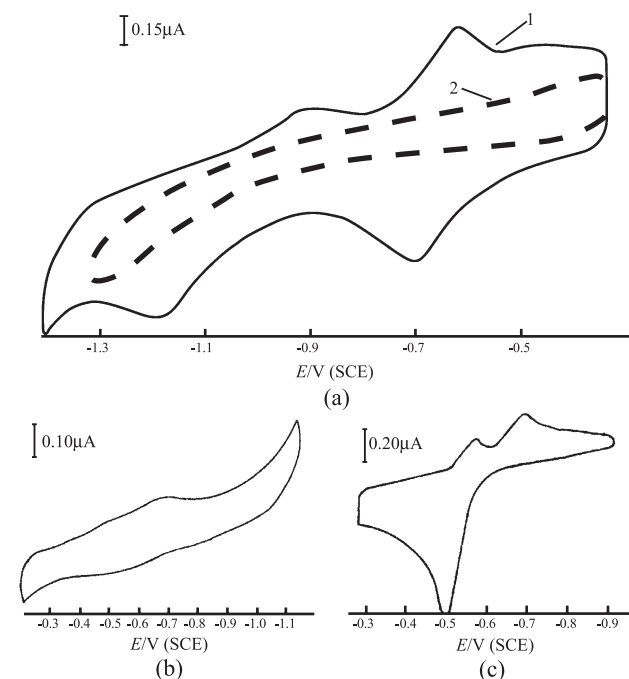 0.15μA
1
2
-1.3 -1.1 -0.9 -0.7 -0.5
E/V (SCE)
(a)
0.10μA
-0.3 -0.4 -0.5 -0.6 -0.7 -0.8 -0.9 -1.0 -1.1
E/V (SCE)
(b)
0.20μA
-0.3 -0.4 -0.5 -0.6 -0.7 -0.8 -0.9
E/V (SCE)
(c)